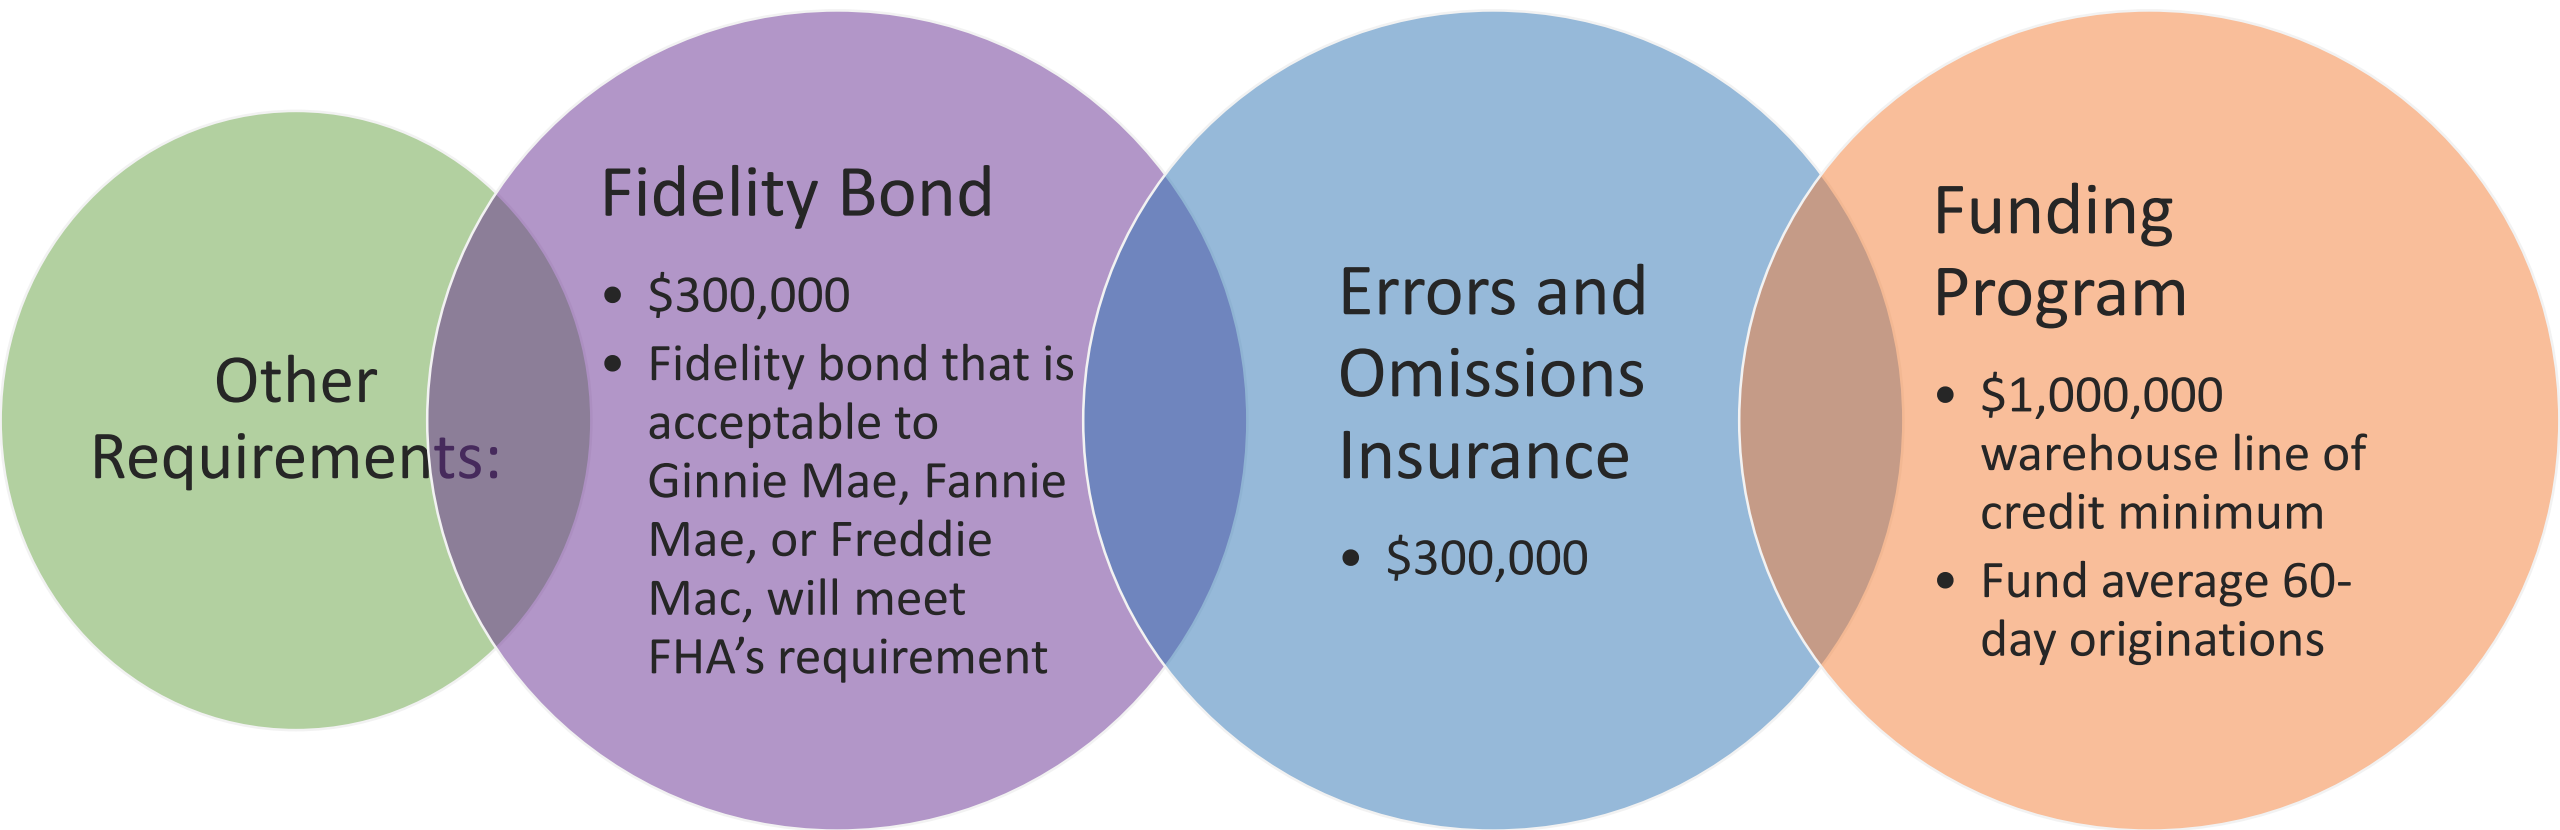 Other
Requirements:
Fidelity Bond
• $300,000
• Fidelity bond that is
acceptable to
Ginnie Mae, Fannie
Mae, or Freddie
Mac, will meet
FHA’s requirement
Errors and
Omissions
Insurance
• $300,000
Funding
Program
• $1,000,000
warehouse line of
credit minimum
• Fund average 60-
day originations